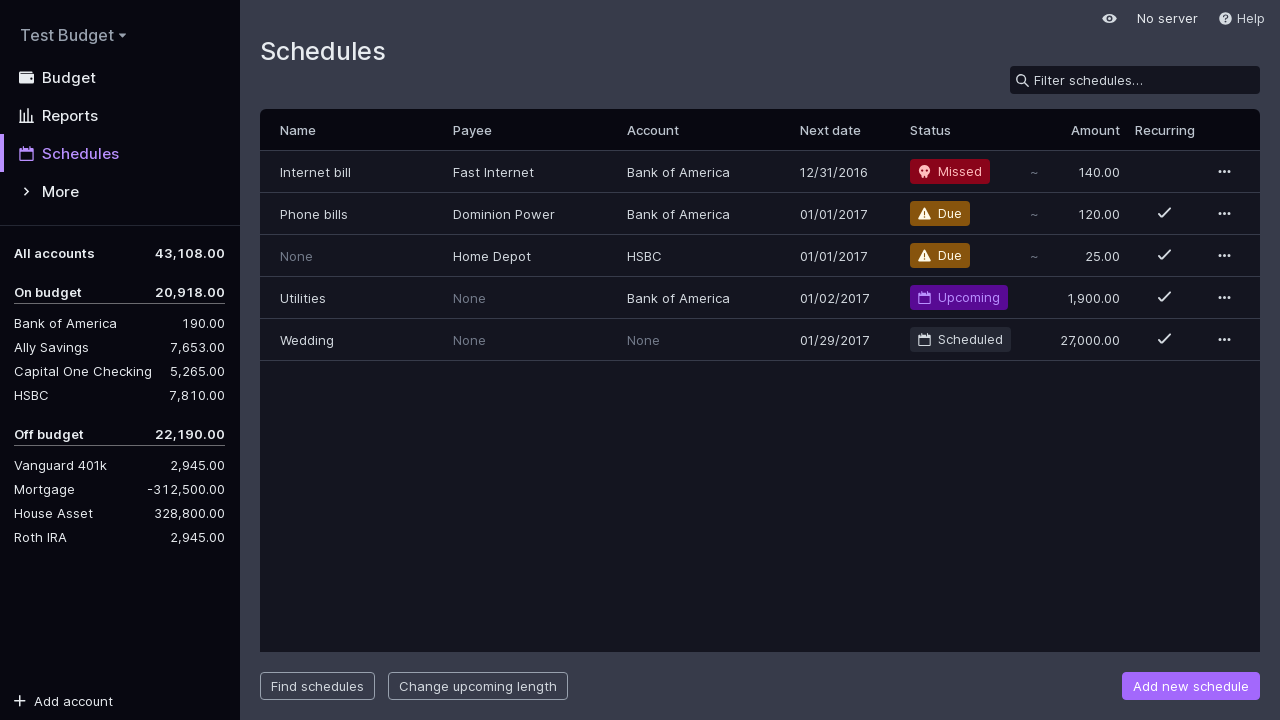 Test Budget
Budget
Reports
Schedules
More
All accounts 43,108.00
On budget 20,918.00
Bank of America 190.00
Ally Savings 7,653.00
Capital One Checking 5,265.00
HSBC 7,810.00
Off budget 22,190.00
Vanguard 401k 2,945.00
Mortgage -312,500.00
House Asset 328,800.00
Roth IRA 2,945.00
Add account
No server Help
Schedules
Filter schedules…
Name Payee Account Next date Status Amount Recurring
Internet bill Fast Internet Bank of America 12/31/2016 Missed ~ 140.00
Phone bills Dominion Power Bank of America 01/01/2017 Due ~ 120.00
None Home Depot HSBC 01/01/2017 Due ~ 25.00
Utilities None Bank of America 01/02/2017 Upcoming 1,900.00
Wedding None None 01/29/2017 Scheduled 27,000.00
Find schedules Change upcoming length Add new schedule